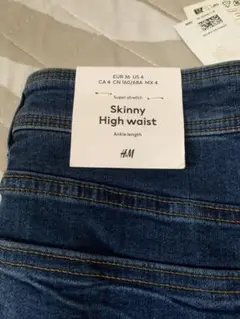 EUR 36 US 4
CA 4 CN 160/68A MX 4
Super stretch
Skinny
High waist
Ankle length
H&M